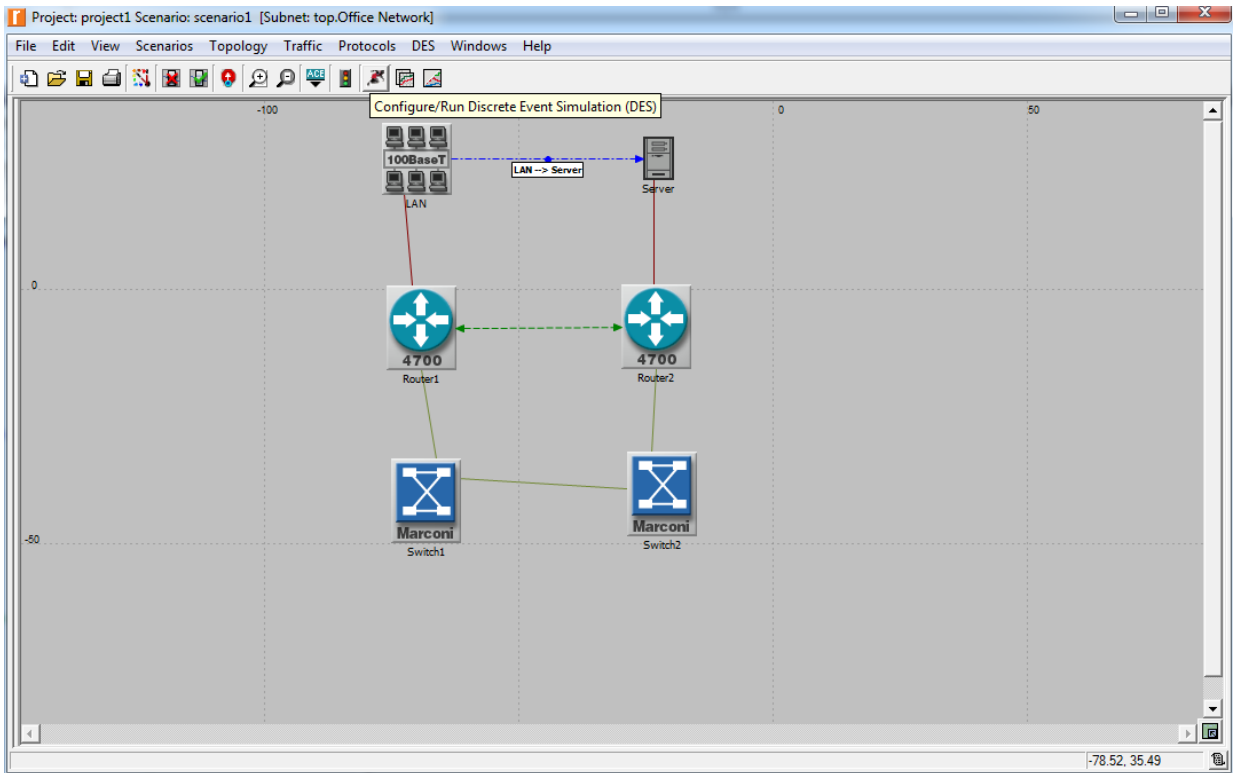 Project: project1 Scenario: scenario1 [Subnet: top.Office Network]
File Edit View Scenarios Topology Traffic Protocols DES Windows Help
ACE
Configure/Run Discrete Event Simulation (DES)
-100 0 50
100BaseT
LAN --> Server
Server
LAN
0
4700 4700
Router1 Router2
Marconi Marconi
Switch1 Switch2
-50
-78.52, 35.49